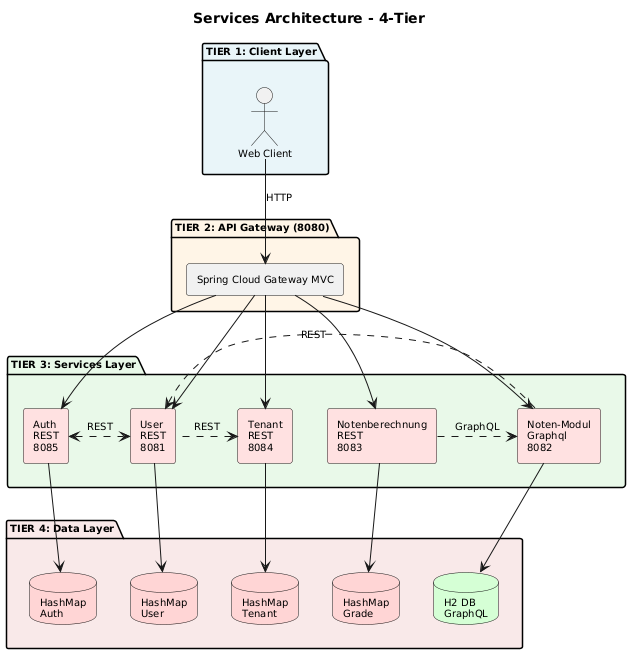 Services Architecture - 4-Tier
TIER 1: Client Layer
Web Client
HTTP
TIER 2: API Gateway (8080)
Spring Cloud Gateway MVC
REST
TIER 3: Services Layer
Auth
REST
8085
REST
User
REST
8081
REST
Tenant
REST
8084
Notenberechnung
REST
8083
GraphQL
Noten-Modul
Graphql
8082
TIER 4: Data Layer
HashMap
Auth
HashMap
User
HashMap
Tenant
HashMap
Grade
H2 DB
GraphQL